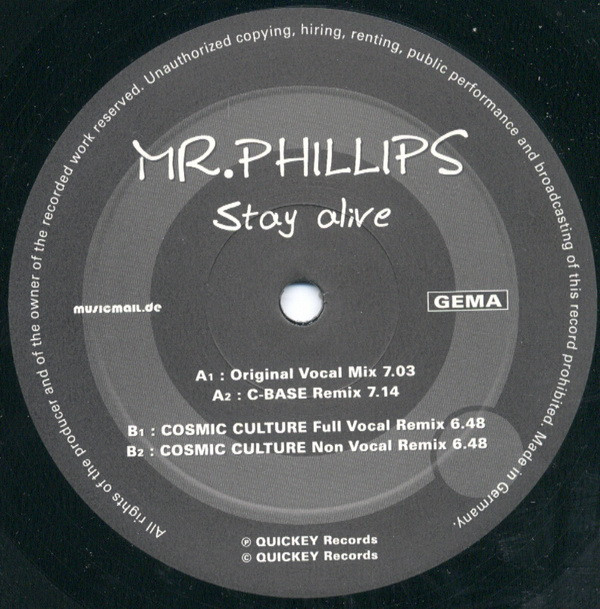 All rights of the producer and of the owner of the recorded work reserved. Unauthorized copying, hiring, renting, public performance and broadcasting of this record prohibited. Made in Germany.
MR.PHILLIPS
Stay alive
musicmail.de
GEMA
A1 : Original Vocal Mix 7.03
A2 : C-BASE Remix 7.14
B1 : COSMIC CULTURE Full Vocal Remix 6.48
B2 : COSMIC CULTURE Non Vocal Remix 6.48
℗ QUICKEY Records
© QUICKEY Records